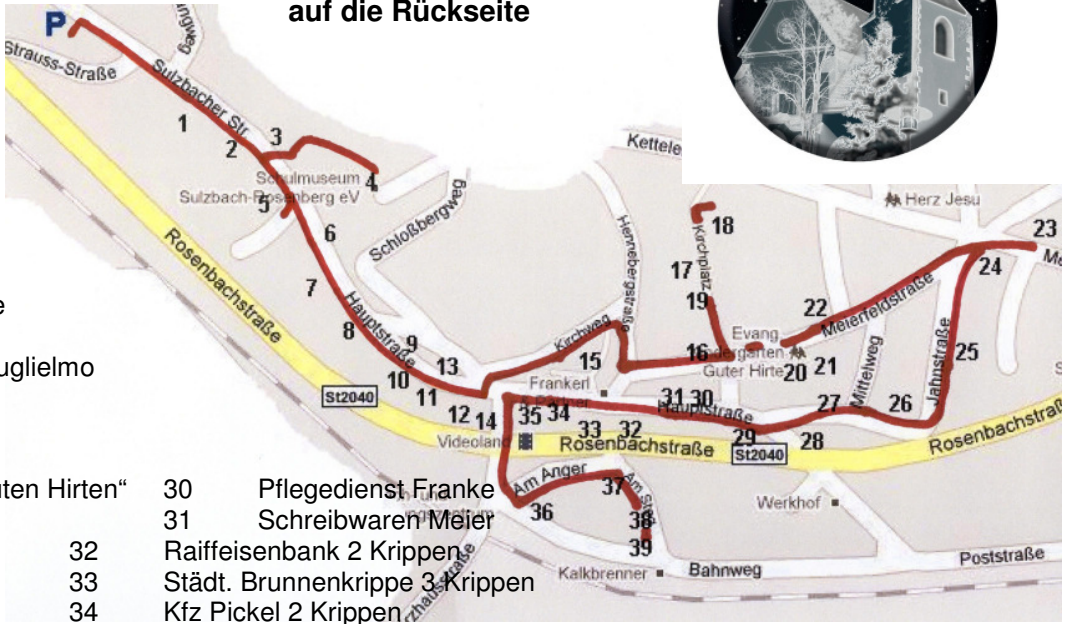 auf die Rückseite
P
Strauss-Straße
Sulzbacher Str.
1
2
3
4
Schulmuseum
Sulzbach-Rosenberg eV
5
6
7
8
9
10
11
12
13
14
Rosenbachstraße
Schloßbergweg
Hauptstraße
St2040
Kettele
Hennebergstraße
Kirchweg
15
Kirchplatz
16
17
18
19
Herz Jesu
Evang
Guter Hirte
20
21
22
23
24
25
26
27
28
29
30
31
32
33
34
35
Meierfeldstraße
Mittelweg
Jahnstraße
Frankerl
Hauptstraße
Videoland
Rosenbachstraße
St2040
Rosenbachstraß
Am Anger
36
37
38
39
Werkhof
Kalkbrenner
Bahnweg
Poststraße
e
uglielmo
uten Hirten“ 30 Pflegedienst Franke
31 Schreibwaren Meier
32 Raiffeisenbank 2 Krippen
33 Städt. Brunnenkrippe 3 Krippen
34 Kfz Pickel 2 Krippen